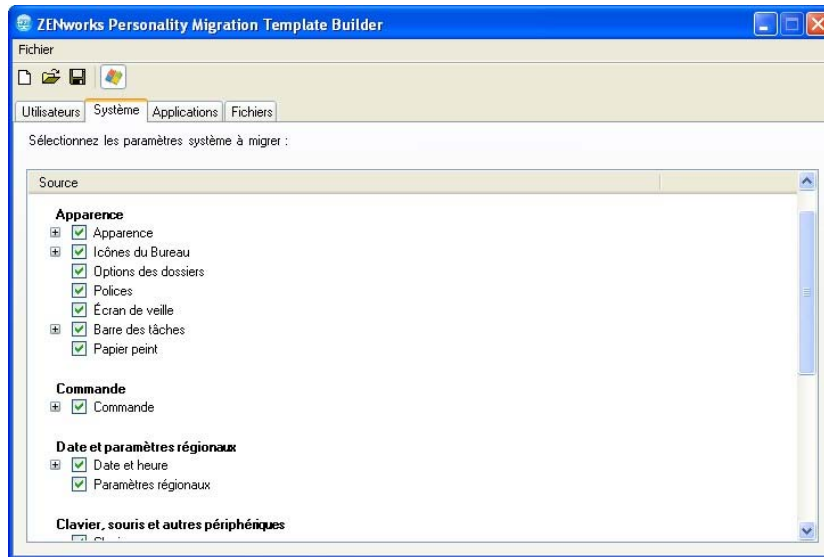 ZENworks Personality Migration Template Builder
Fichier
Utilisateurs Système Applications Fichiers
Sélectionnez les paramètres système à migrer :
Source
Apparence
Apparence
Icônes du Bureau
Options des dossiers
Polices
Écran de veille
Barre des tâches
Papier peint
Commande
Commande
Date et paramètres régionaux
Date et heure
Paramètres régionaux
Clavier, souris et autres périphériques